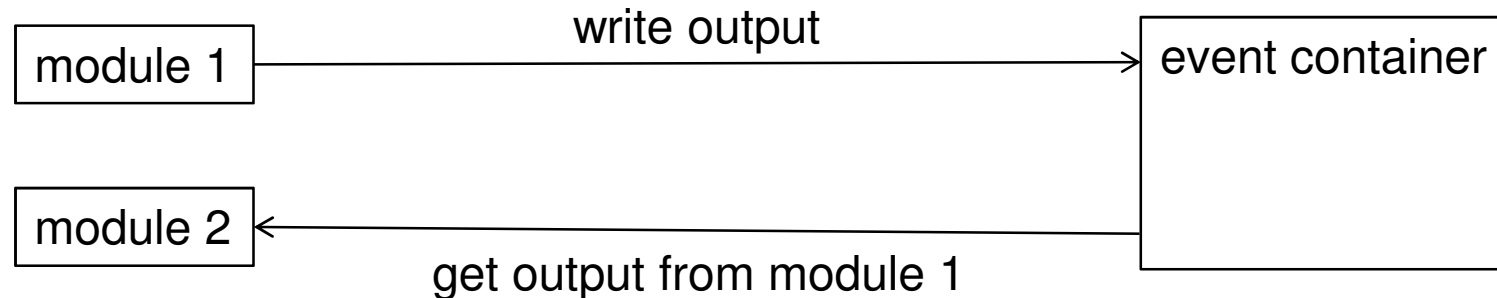 write output
module 1
event container
module 2
get output from module 1